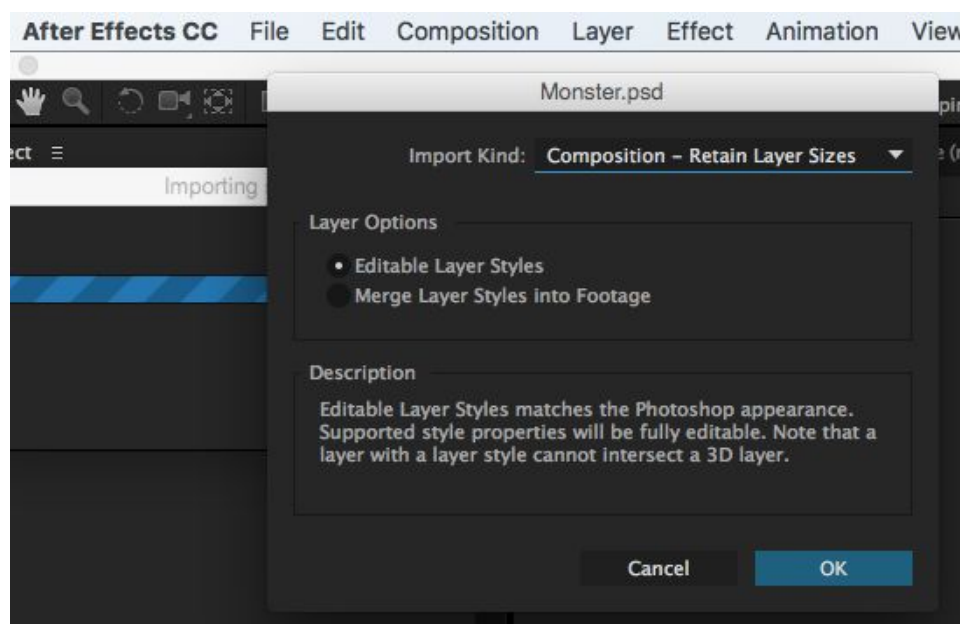 After Effects CC File Edit Composition Layer Effect Animation View
Monster.psd
Import Kind: Composition – Retain Layer Sizes
Importing
Layer Options
Editable Layer Styles
Merge Layer Styles into Footage
Description
Editable Layer Styles matches the Photoshop appearance.
Supported style properties will be fully editable. Note that a
layer with a layer style cannot intersect a 3D layer.
Cancel OK